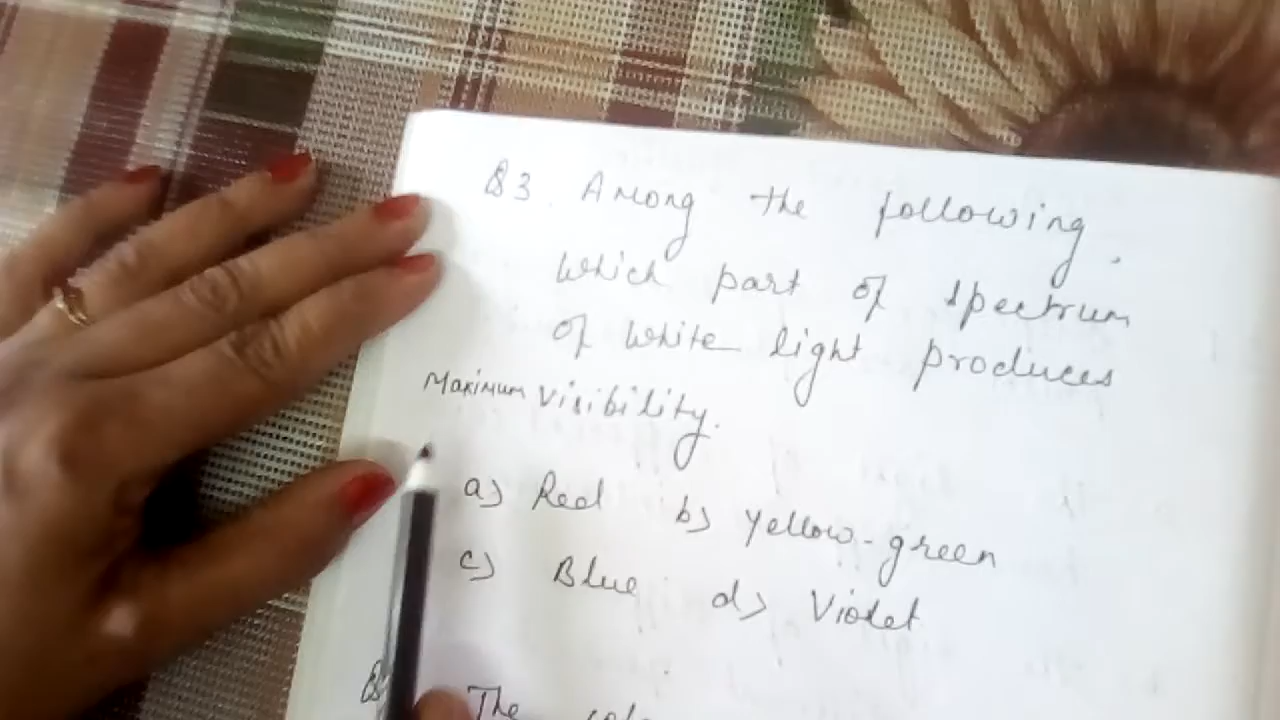 Q3. Among the following.
which part of spectrum
of white light produces
Maximum visibility.
a) Red b) Yellow-green
c) Blue d) Violet
The